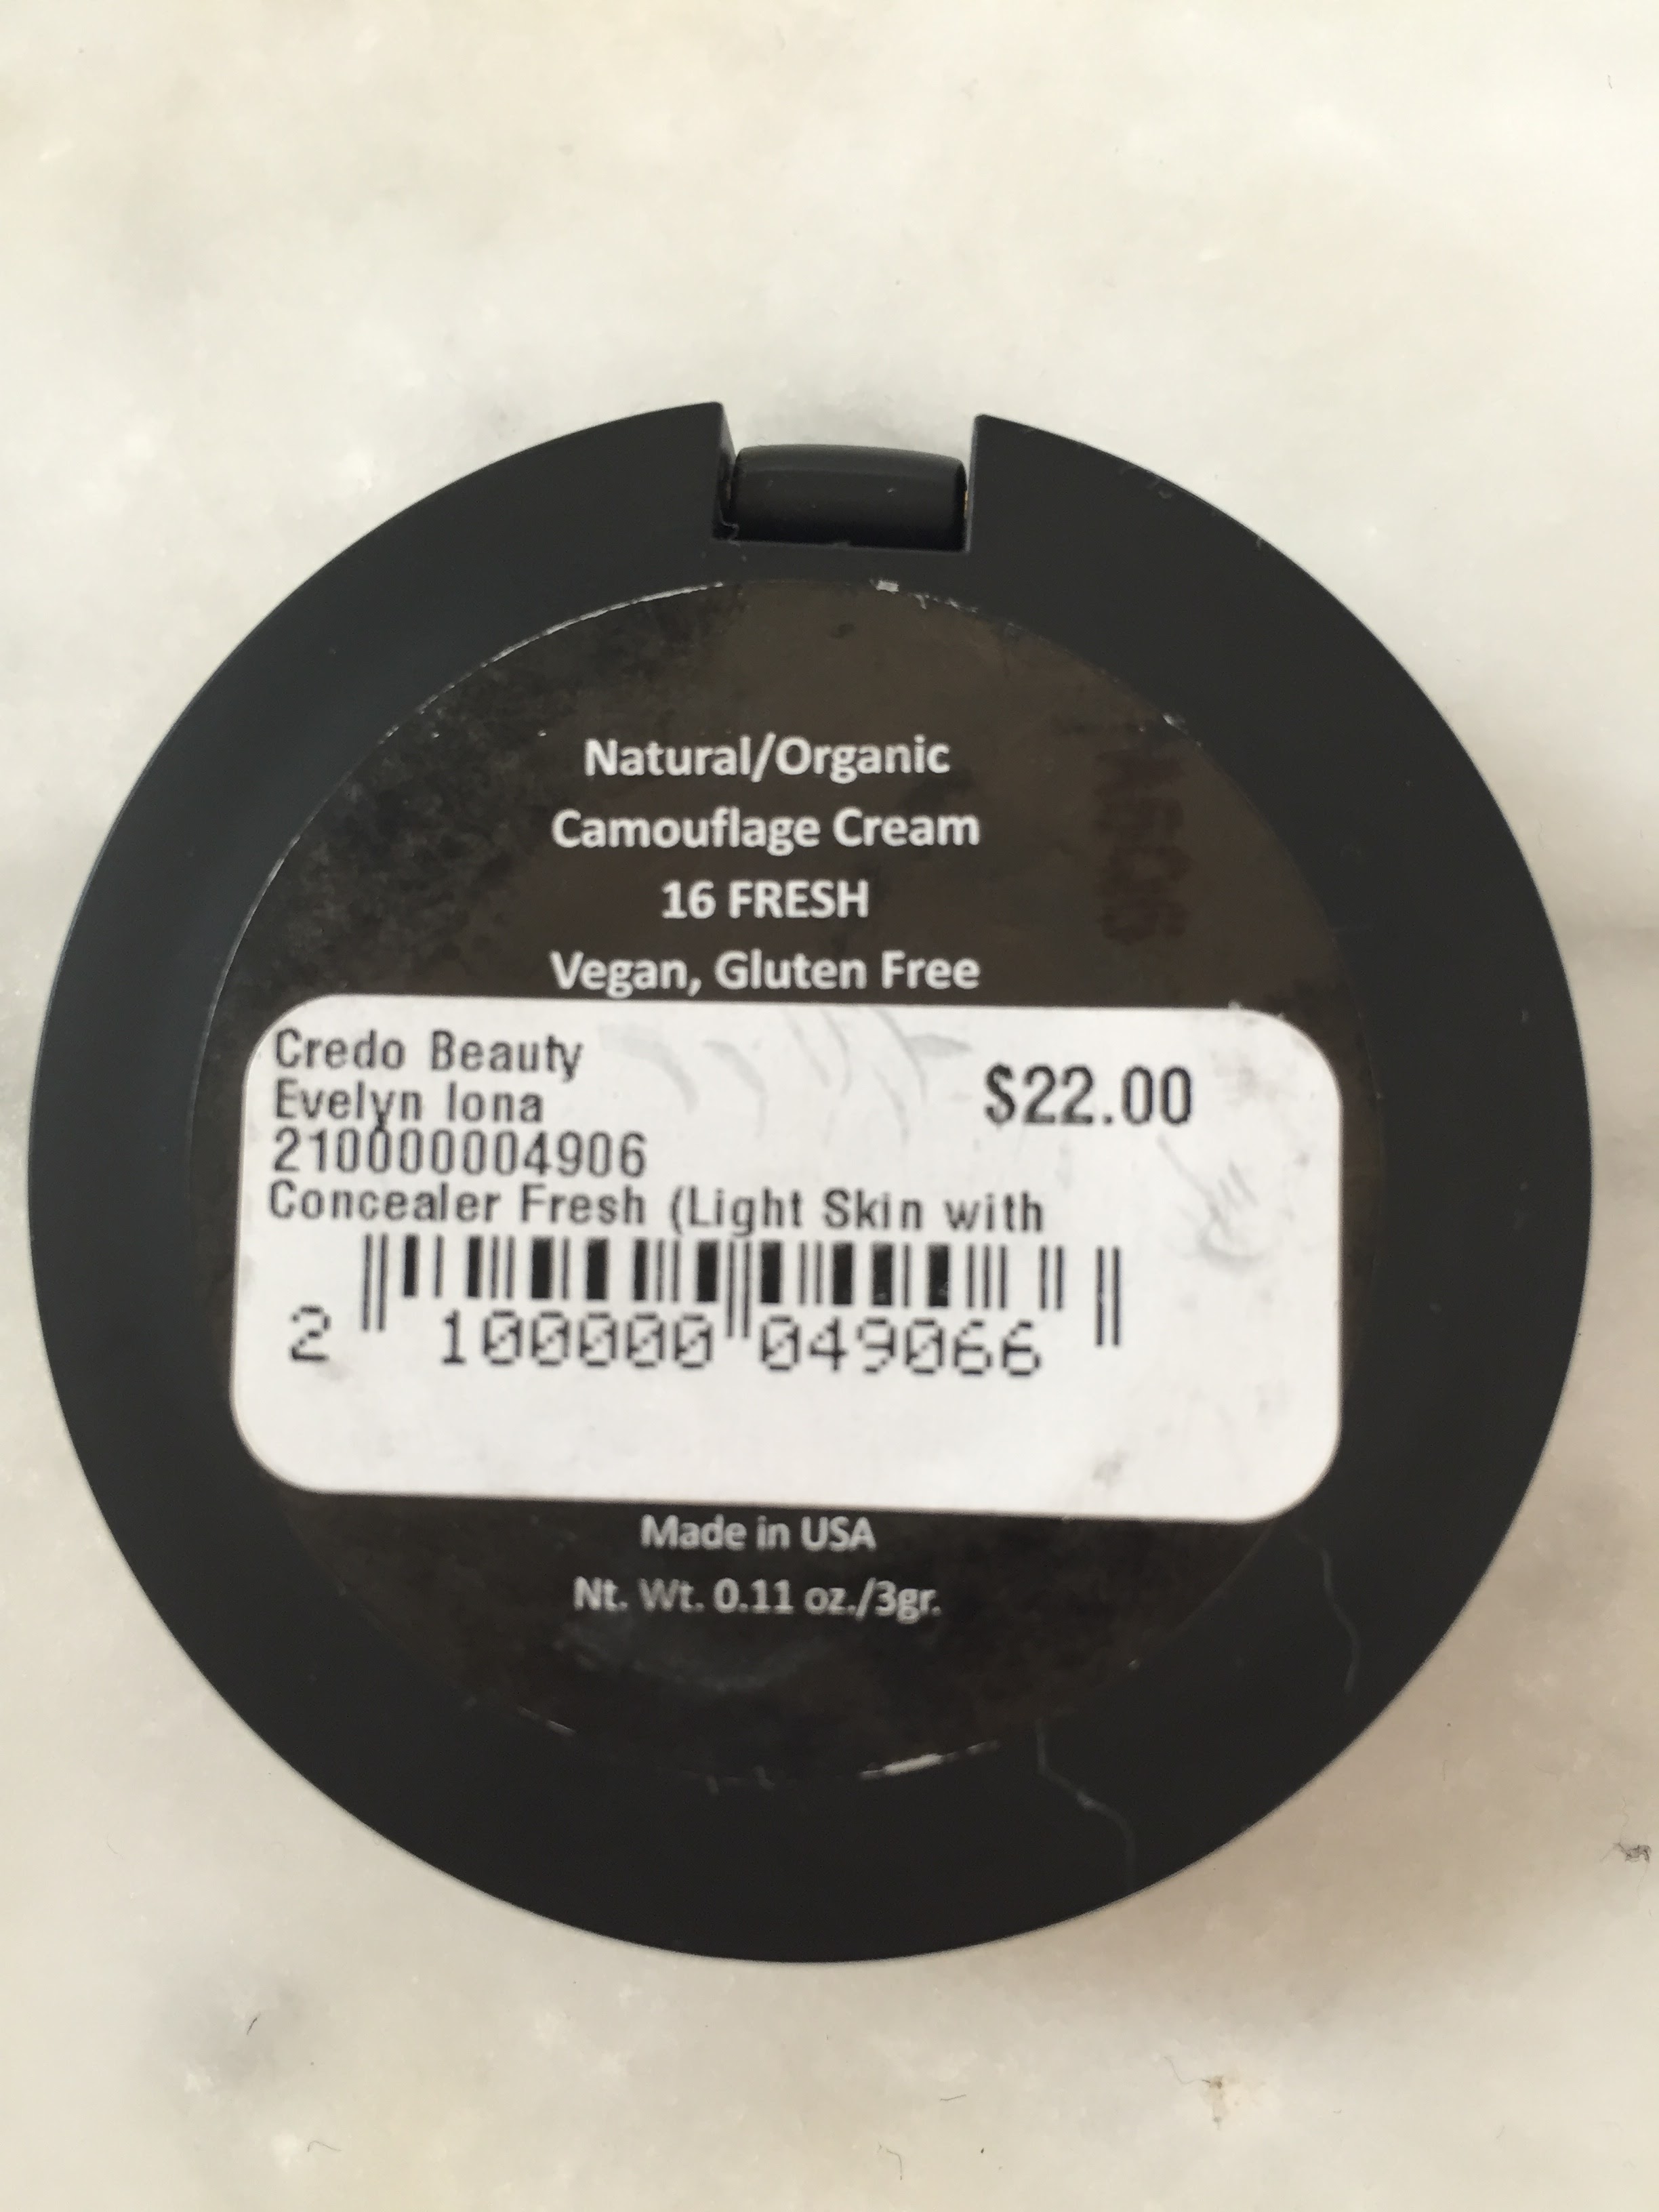 Natural/Organic
Camouflage Cream
16 FRESH
Vegan, Gluten Free
Credo Beauty
$22.00
Evelyn Iona
210000004906
Concealer Fresh (Light Skin with
2 100000 049066
Made in USA
Nt. Wt. 0.11 oz./3gr.